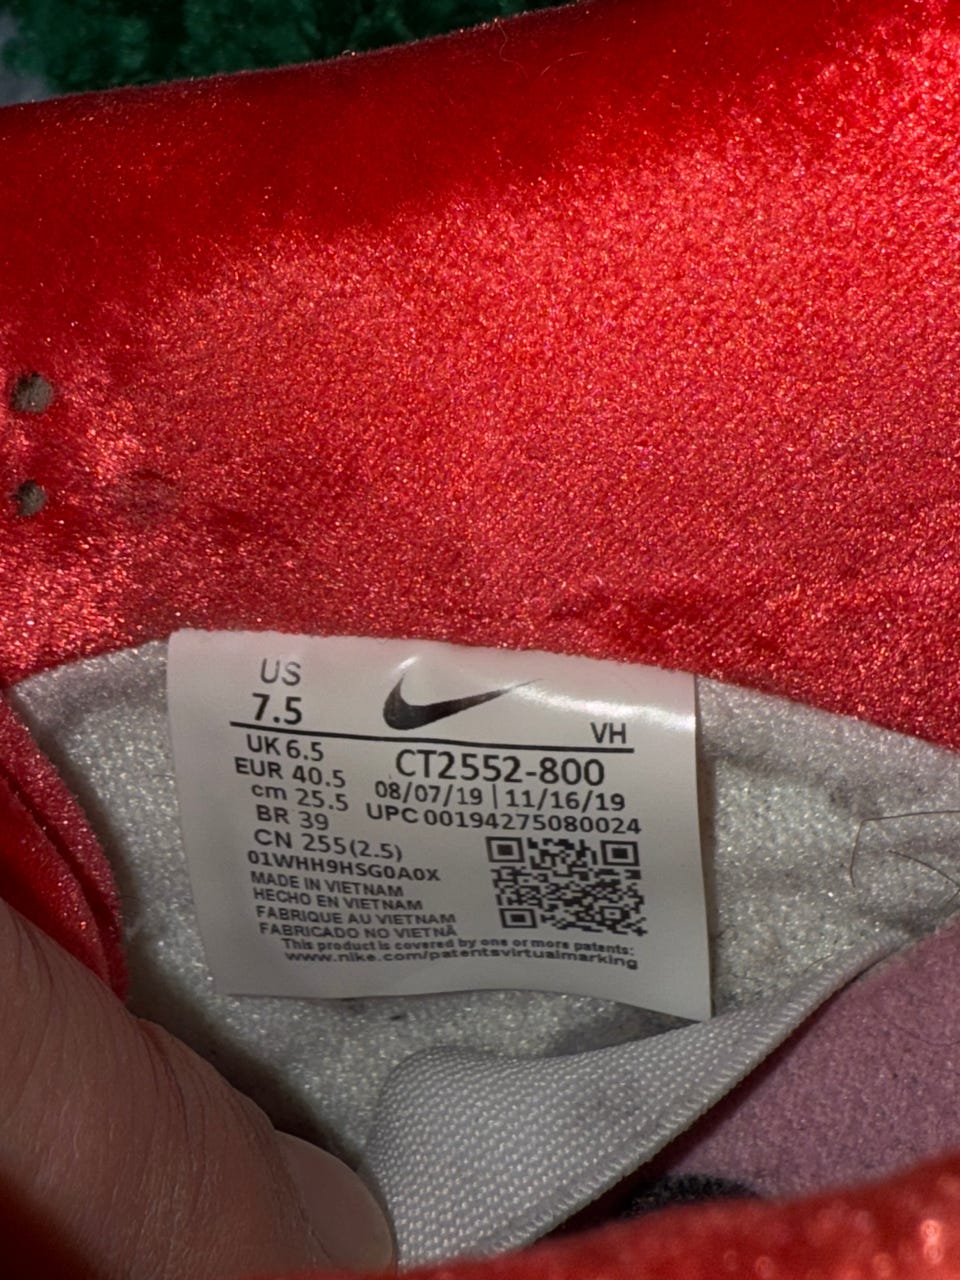 US
7.5
VH
UK 6.5
EUR 40.5
cm 25.5
BR 39
CN 255(2.5)
CT2552-800
08/07/19 | 11/16/19
UPC 00194275080024
01WHH9HSG0A0X
MADE IN VIETNAM
HECHO EN VIETNAM
FABRIQUE AU VIETNAM
FABRICADO NO VIETNÃ
This product is covered by one or more patents:
www.nike.com/patentsvirtualmarking